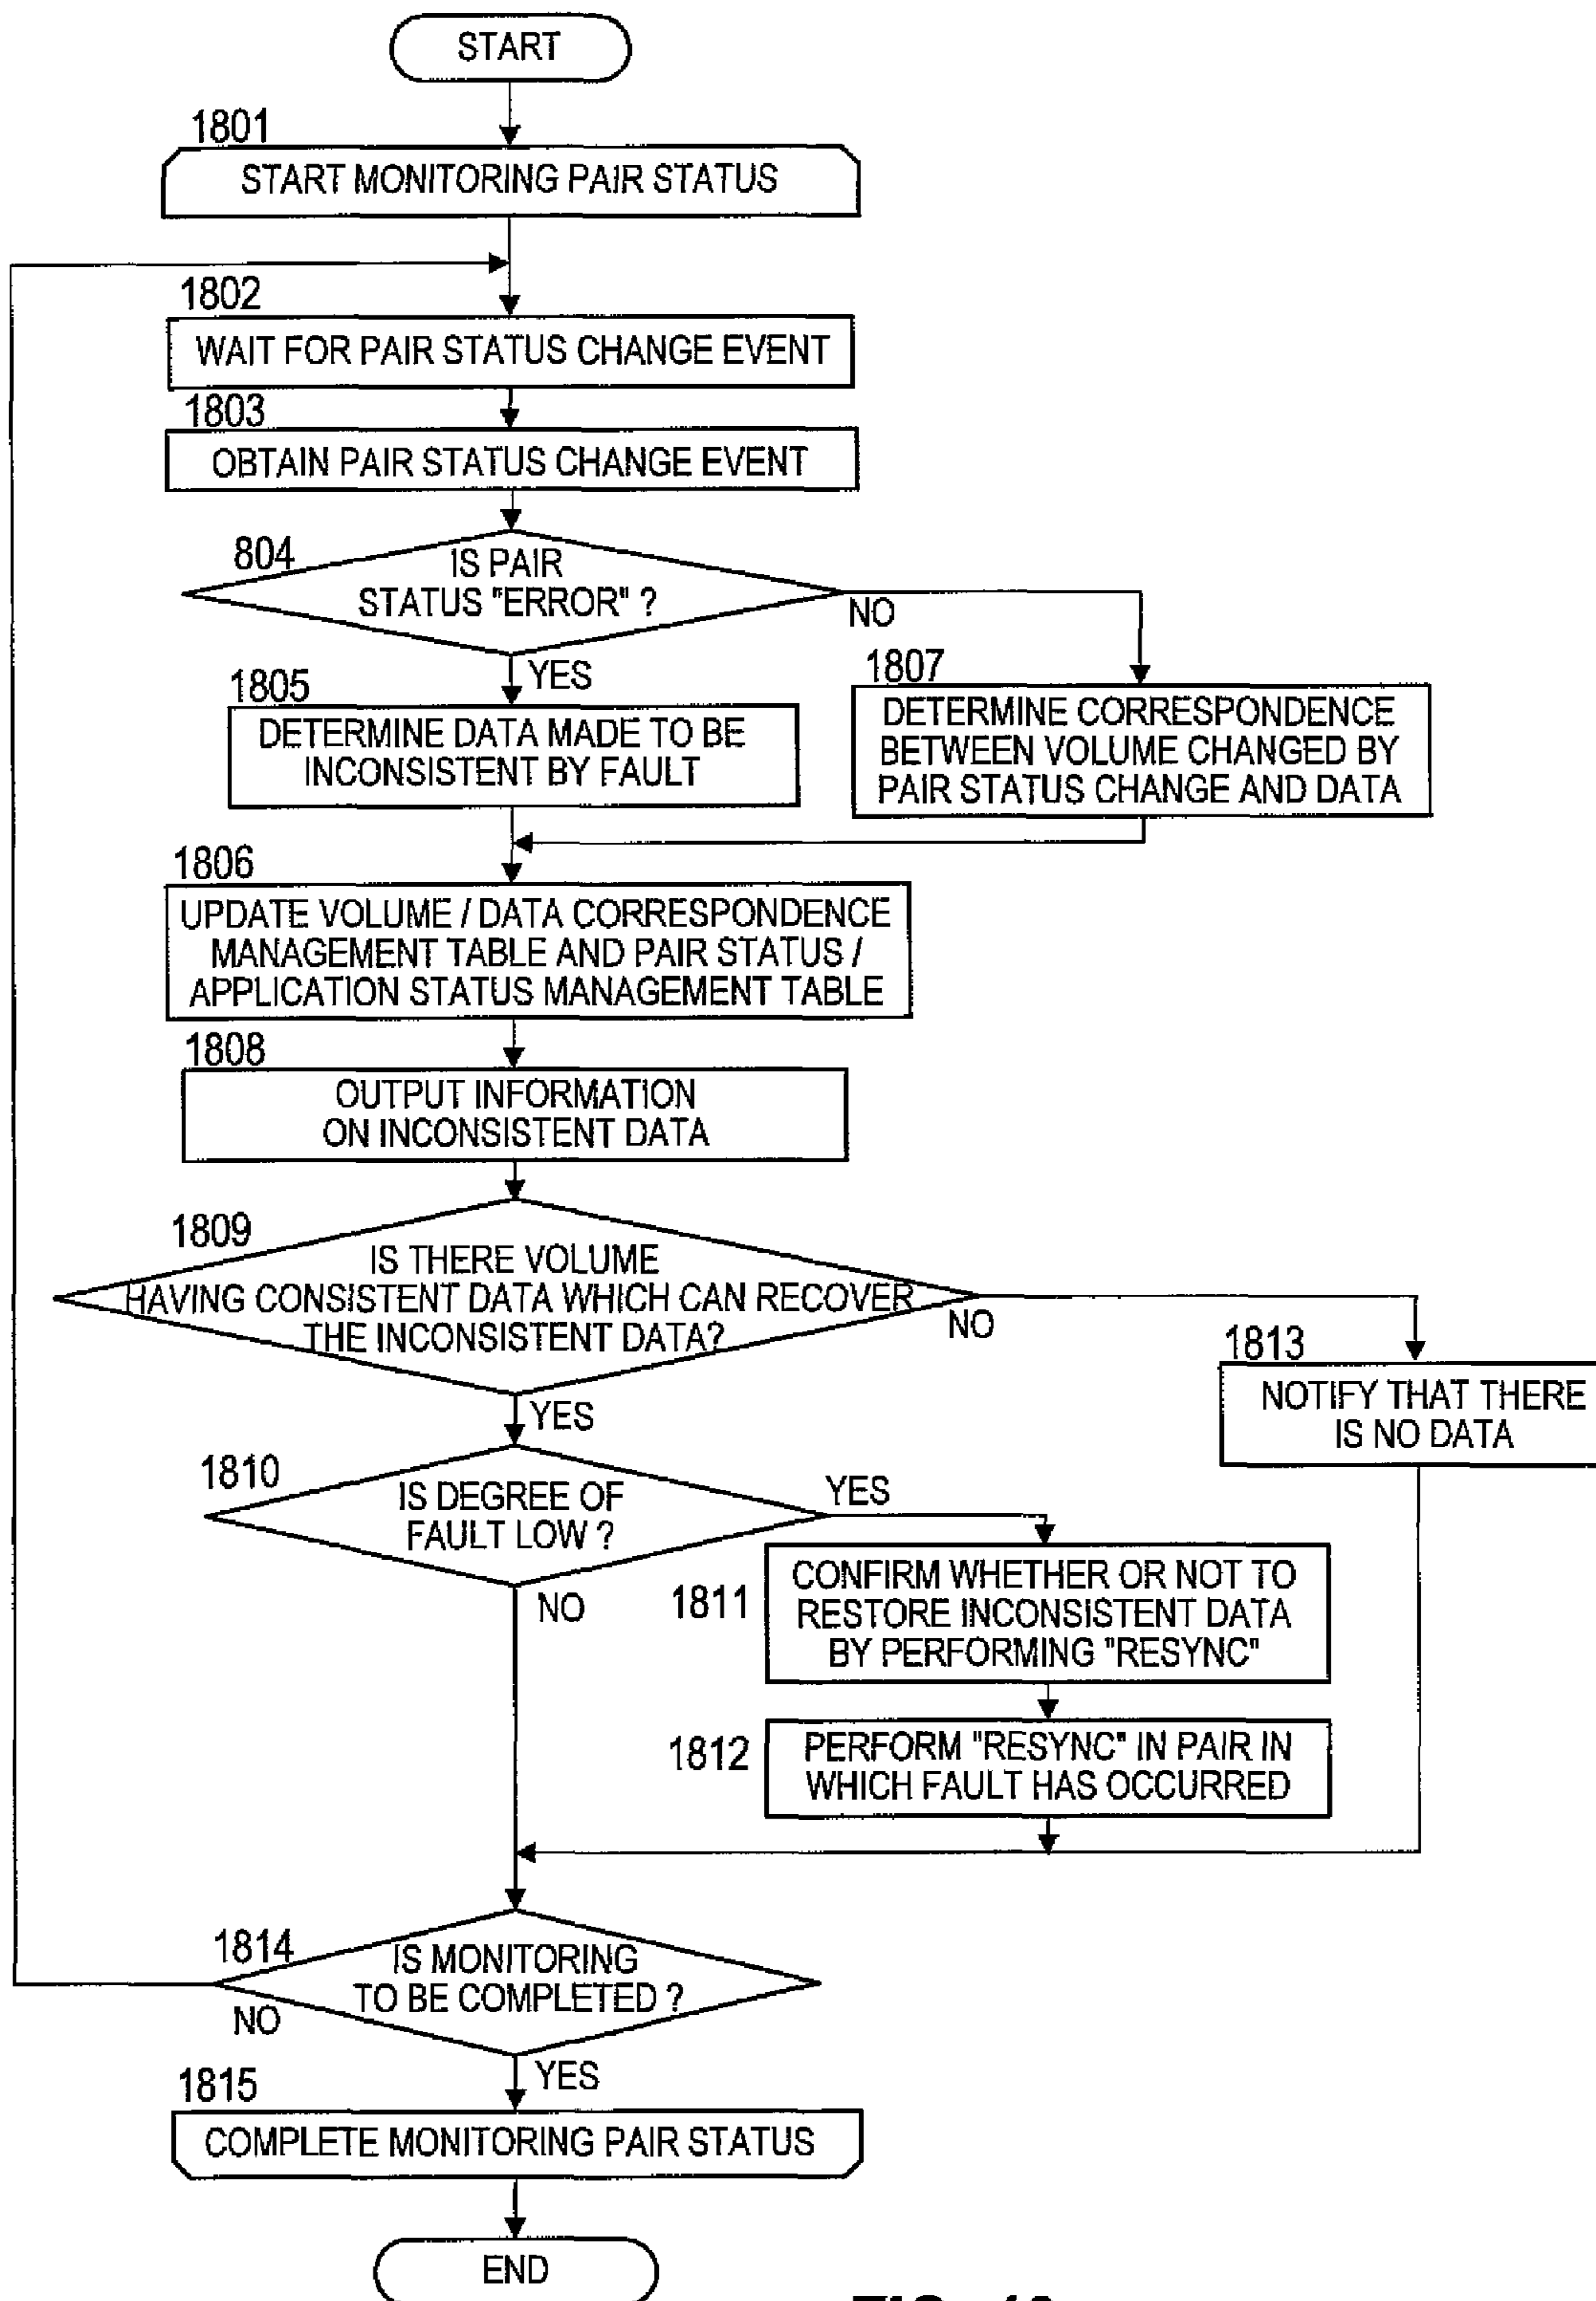 START
1801
START MONITORING PAIR STATUS
1802
WAIT FOR PAIR STATUS CHANGE EVENT
1803
OBTAIN PAIR STATUS CHANGE EVENT
804
IS PAIR
STATUS "ERROR" ?
NO
YES
1805
DETERMINE DATA MADE TO BE
INCONSISTENT BY FAULT
1807
DETERMINE CORRESPONDENCE
BETWEEN VOLUME CHANGED BY
PAIR STATUS CHANGE AND DATA
1806
UPDATE VOLUME / DATA CORRESPONDENCE
MANAGEMENT TABLE AND PAIR STATUS /
APPLICATION STATUS MANAGEMENT TABLE
1808
OUTPUT INFORMATION
ON INCONSISTENT DATA
1809
IS THERE VOLUME
HAVING CONSISTENT DATA WHICH CAN RECOVER
THE INCONSISTENT DATA?
NO
YES
1813
NOTIFY THAT THERE
IS NO DATA
1810
IS DEGREE OF
FAULT LOW ?
YES
NO
1811
CONFIRM WHETHER OR NOT TO
RESTORE INCONSISTENT DATA
BY PERFORMING "RESYNC"
1812
PERFORM "RESYNC" IN PAIR IN
WHICH FAULT HAS OCCURRED
1814
IS MONITORING
TO BE COMPLETED ?
NO
YES
1815
COMPLETE MONITORING PAIR STATUS
END